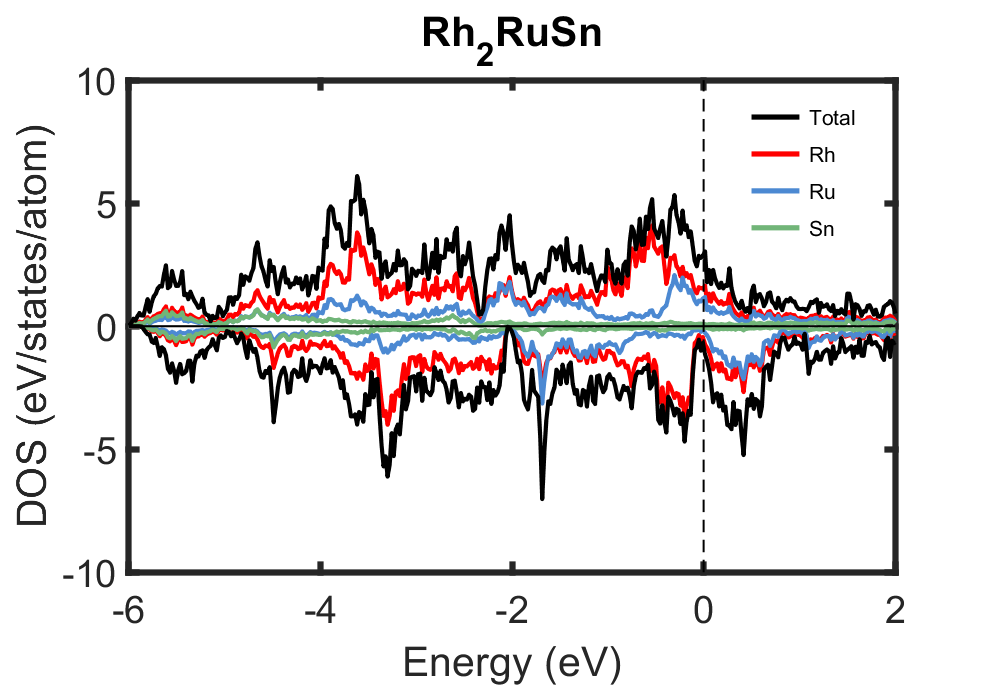 Rh2RuSn
DOS (eV/states/atom)
10
5
0
-5
-10
Total
Rh
Ru
Sn
-6 -4 -2 0 2
Energy (eV)